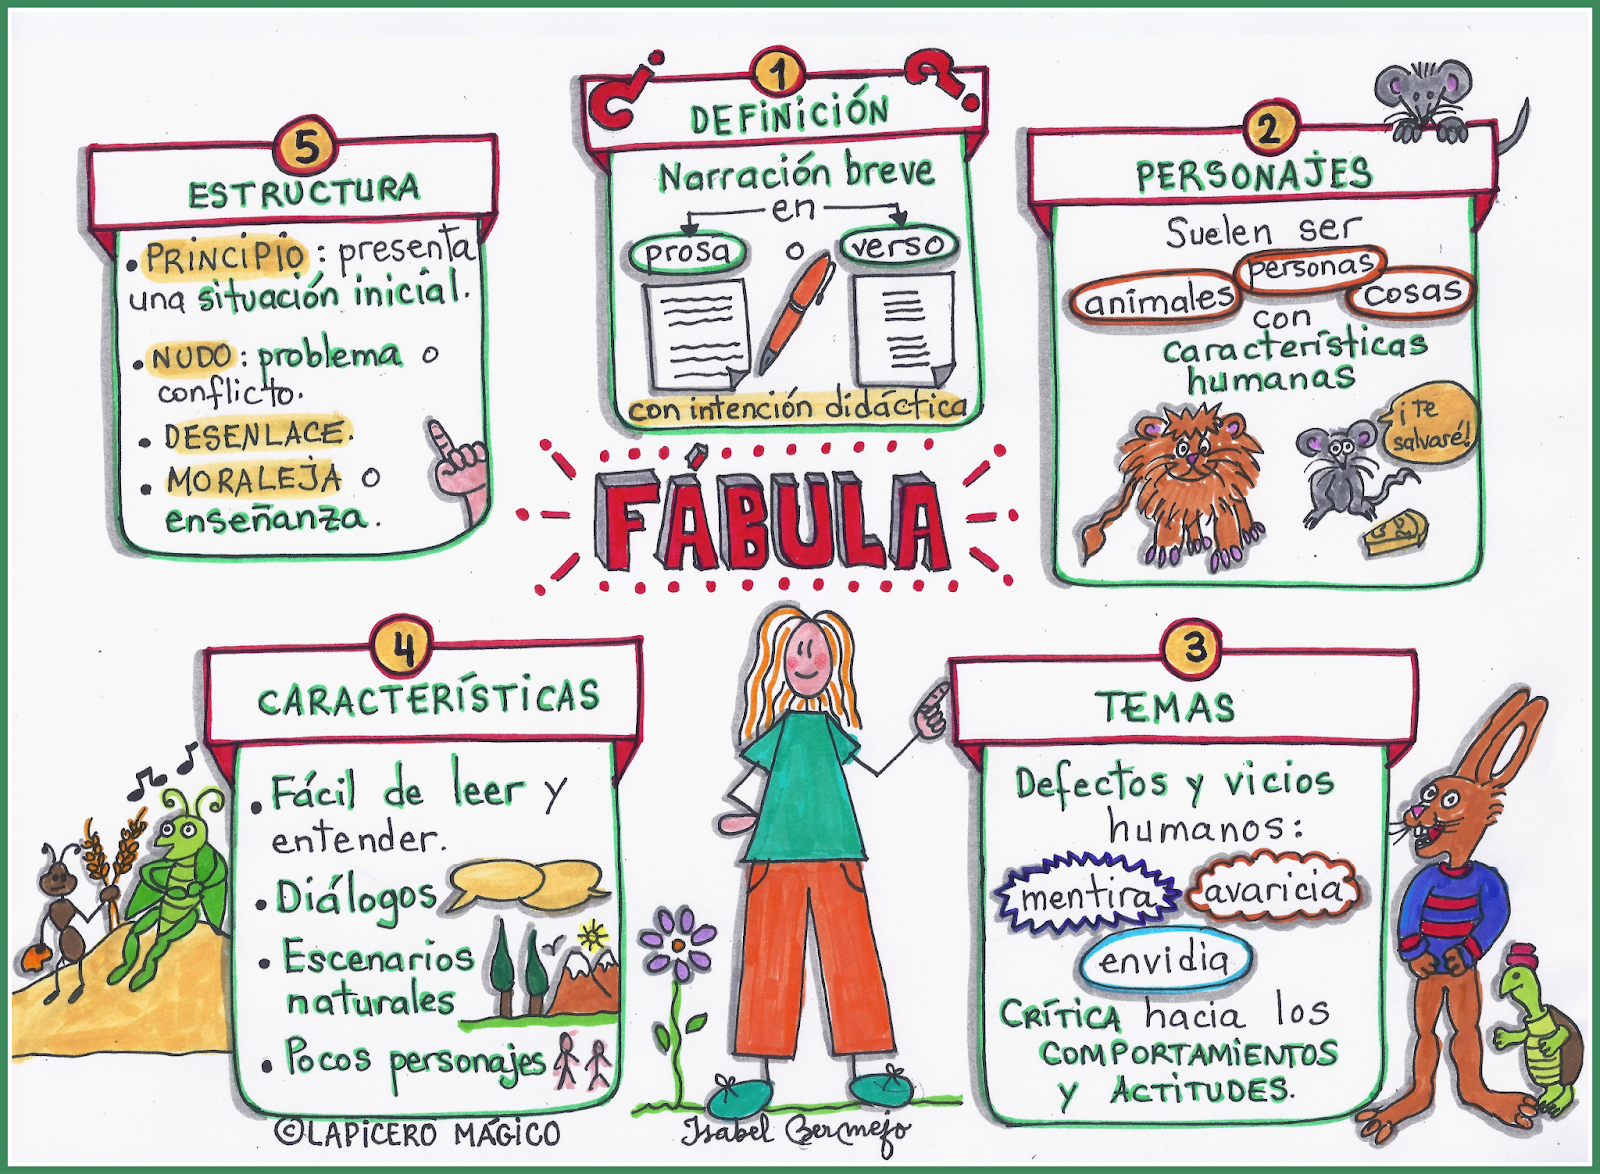 1
¿ DEFINICIÓN ?
Narración breve
en
prosa o verso
con intención didáctica
2
PERSONAJES
Suelen ser
animales personas cosas
con
características
humanas
¡Te
salvaré!
3
TEMAS
Defectos y vicios
humanos:
mentira avaricia
envidia
CRÍTICA hacia los
COMPORTAMIENTOS
y ACTITUDES.
4
CARACTERÍSTICAS
• Fácil de leer y
entender.
• Diálogos
• Escenarios
naturales
• Pocos personajes
5
ESTRUCTURA
• PRINCIPIO: presenta
una situación inicial.
• NUDO: problema o
conflicto.
• DESENLACE.
• MORALEJA o
enseñanza.
FÁBULA
©LAPICERO MÁGICO
Isabel Bermejo